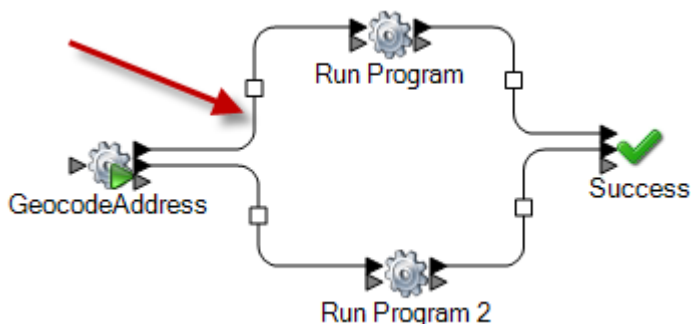 Run Program
GeocodeAddress
Success
Run Program 2